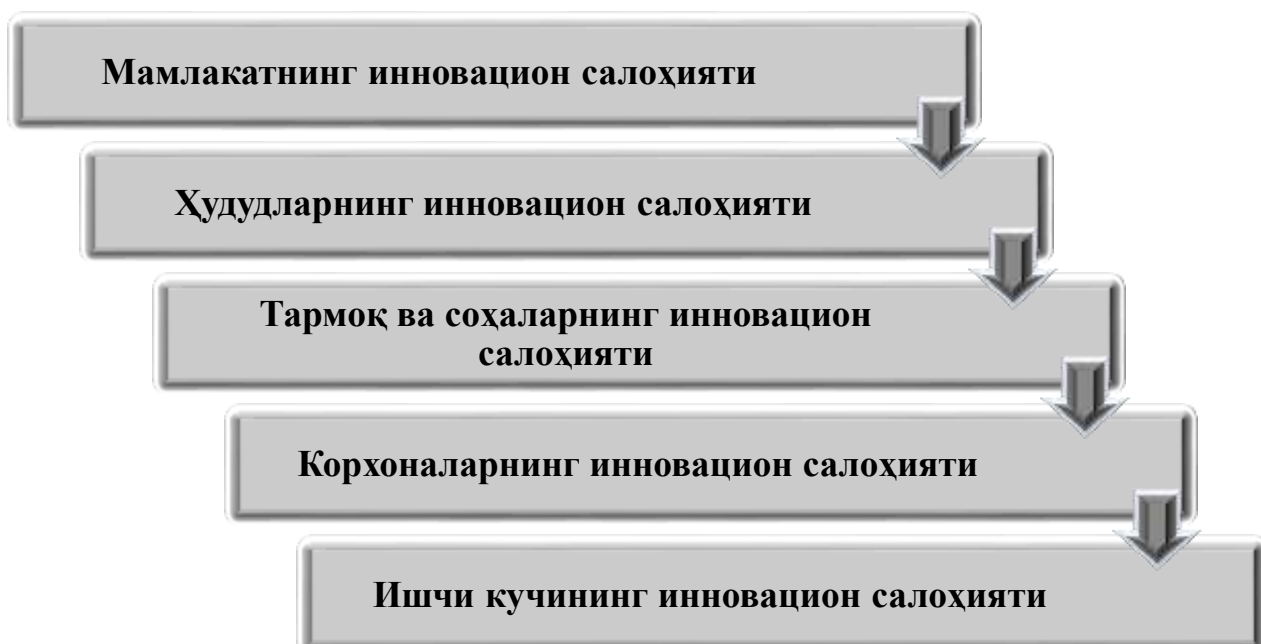 Мамлакатнинг инновацион салоҳияти
Ҳудудларнинг инновацион салоҳияти
Тармоқ ва соҳаларнинг инновацион
салоҳияти
Корхоналарнинг инновацион салоҳияти
Ишчи кучининг инновацион салоҳияти